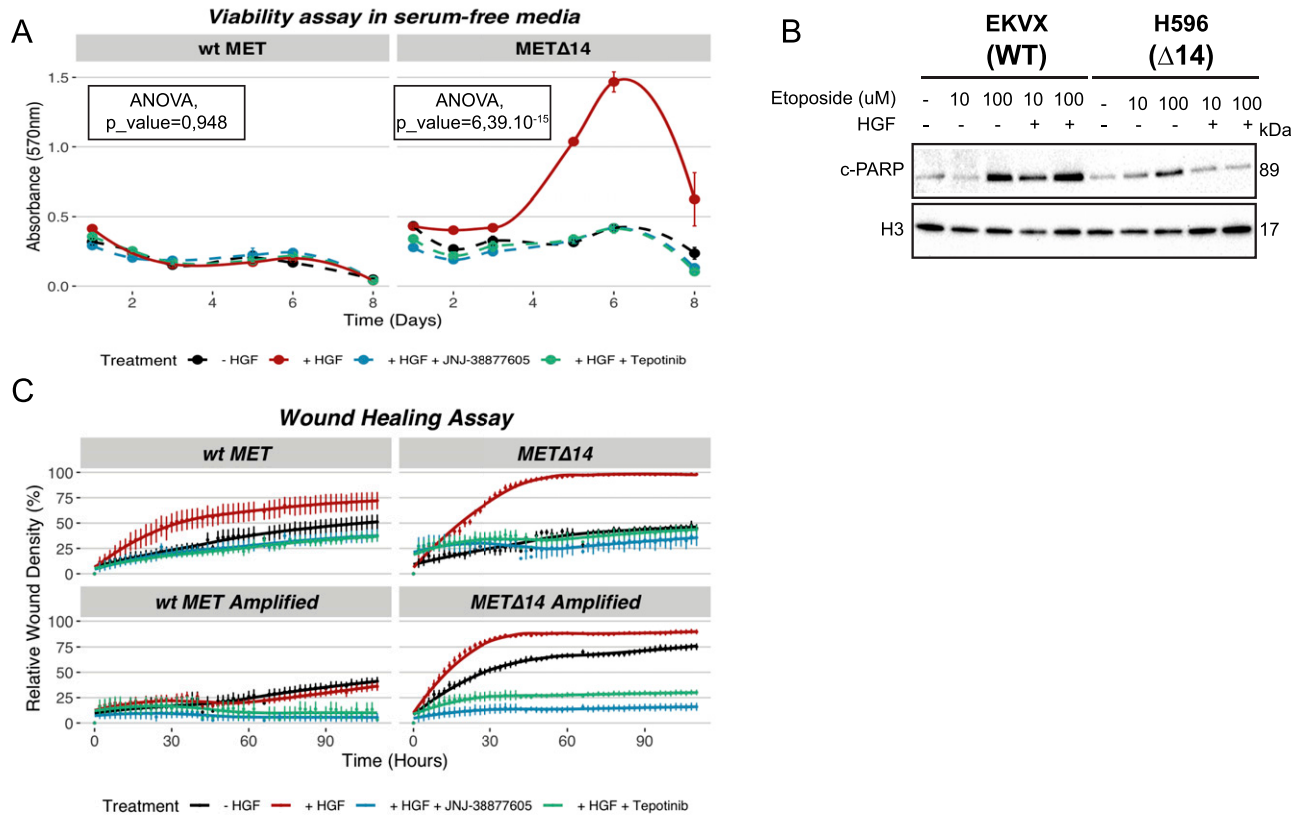 A
Viability assay in serum-free media
wt MET
METΔ14
Absorbance (570nm)
1.5
1.0
0.5
0.0
ANOVA,
p_value=0,948
ANOVA,
p_value=6,39.10-15
2 4 6 8
2 4 6 8
Time (Days)
Treatment - HGF + HGF + HGF + JNJ-38877605 + HGF + Tepotinib
B
EKVX
(WT)
H596
(Δ14)
Etoposide (uM) - 10 100 10 100 - 10 100 10 100
HGF - - - + + - - - + + kDa
c-PARP 89
H3 17
C
Wound Healing Assay
wt MET
METΔ14
Relative Wound Density (%)
100
75
50
25
0
wt MET Amplified
METΔ14 Amplified
100
75
50
25
0
0 30 60 90
0 30 60 90
Time (Hours)
Treatment - HGF + HGF + HGF + JNJ-38877605 + HGF + Tepotinib